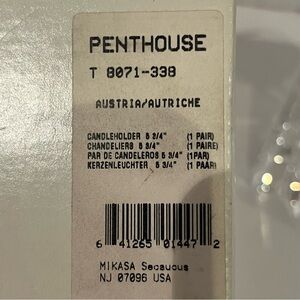 PENTHOUSE
T 8071-338
AUSTRIA/AUTRICHE
CANDLEHOLDER 5 3/4" (1 PAIR)
CHANDELIERS 5 3/4" (1 PAIRE)
PAR DE CANDELEROS 5 3/4" (1PAR)
KERZENLEUCHTER 5 3/4" (1 PAAR)
6 41265 01447 2
MIKASA Secaucus
NJ 07096 USA